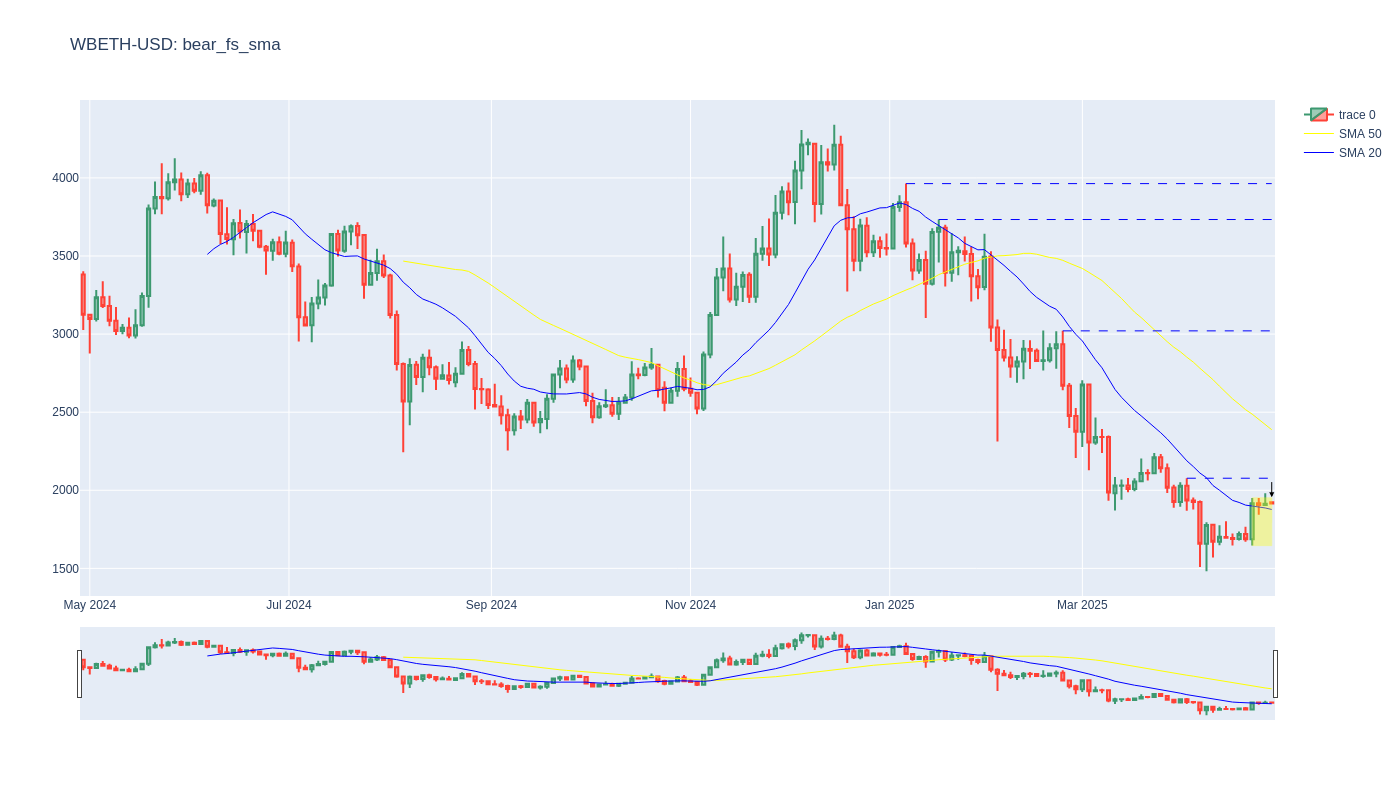 WBETH-USD: bear_fs_sma
trace 0
SMA 50
SMA 20
4000
3500
3000
2500
2000
1500
May 2024
Jul 2024
Sep 2024
Nov 2024
Jan 2025
Mar 2025